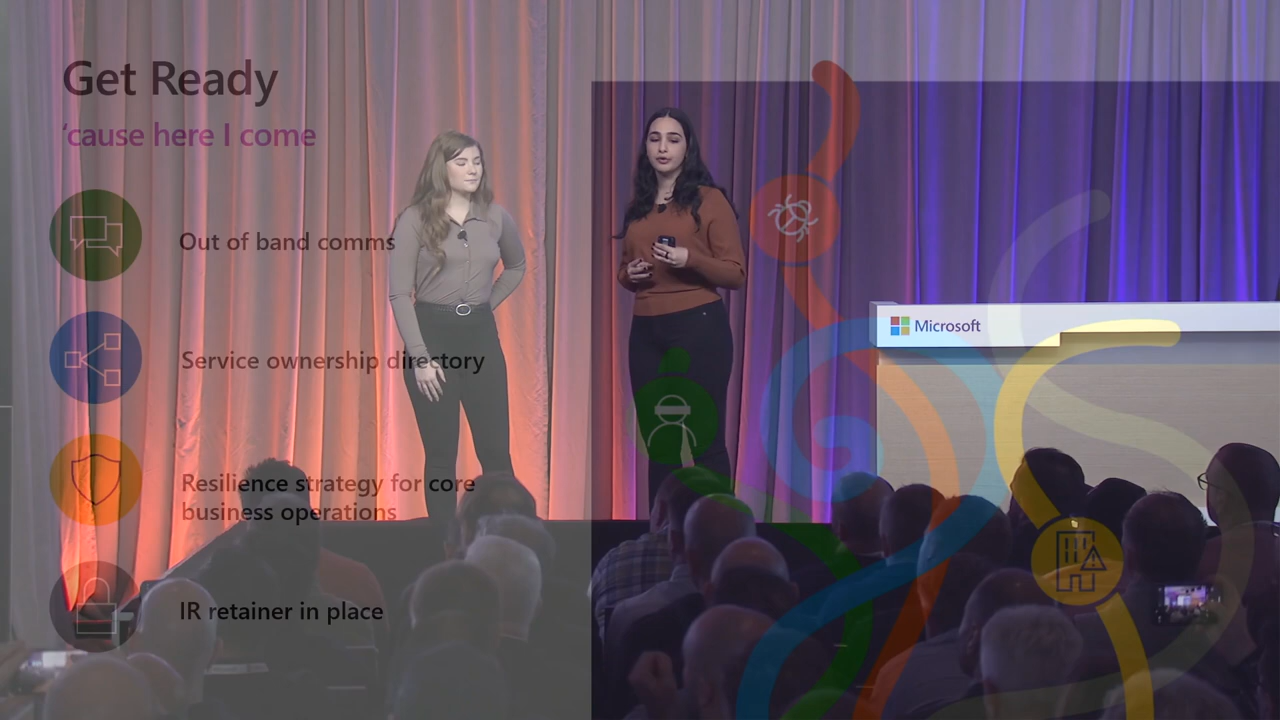 Get Ready
'cause here I come
Out of band comms
Service ownership directory
Resilience strategy for core
business operations
IR retainer in place
Microsoft